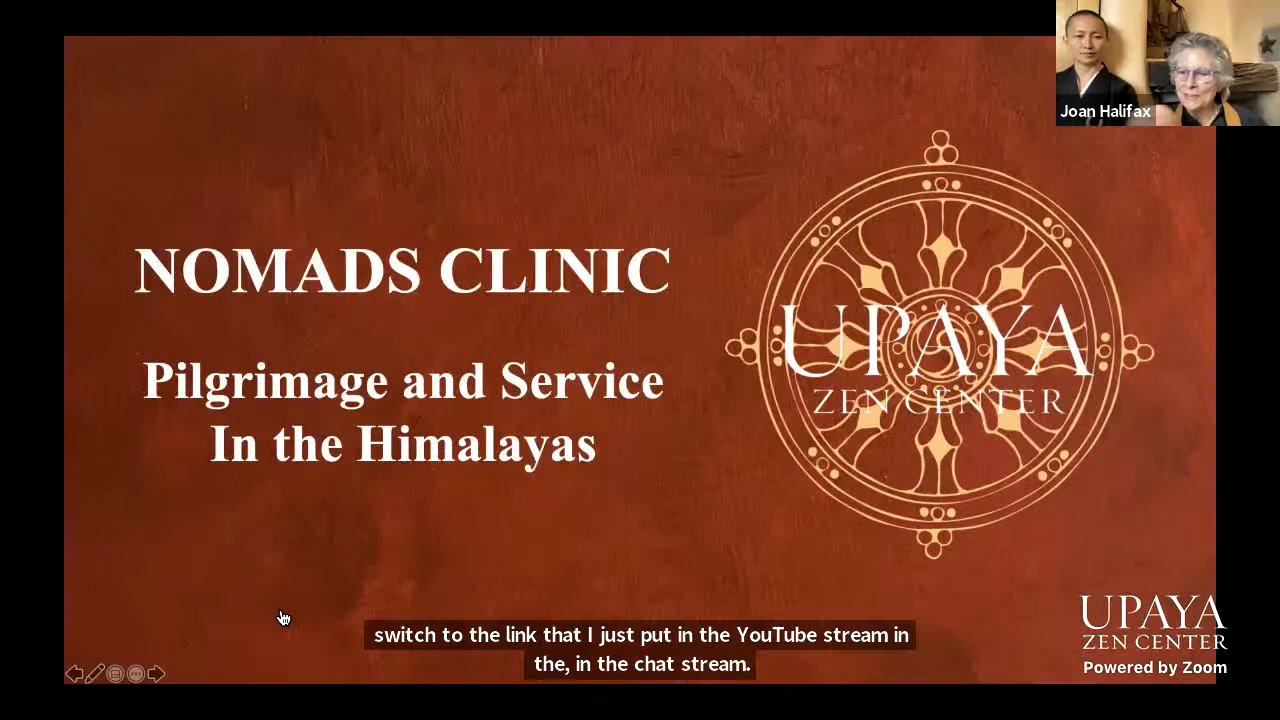 Joan Halifax
NOMADS CLINIC
Pilgrimage and Service
In the Himalayas
UPAYA
ZEN CENTER
switch to the link that I just put in the YouTube stream in
the, in the chat stream.
UPAYA
ZEN CENTER
Powered by Zoom